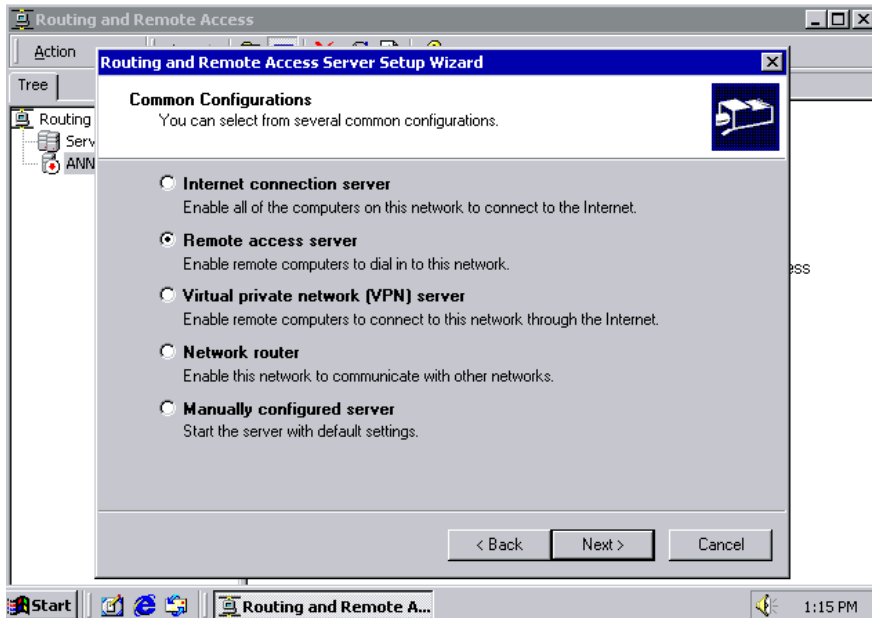 Routing and Remote Access
Action
Routing and Remote Access Server Setup Wizard
Tree
Common Configurations
You can select from several common configurations.
Routing
Serv
ANN
Internet connection server
Enable all of the computers on this network to connect to the Internet.
Remote access server
Enable remote computers to dial in to this network.
ess
Virtual private network (VPN) server
Enable remote computers to connect to this network through the Internet.
Network router
Enable this network to communicate with other networks.
Manually configured server
Start the server with default settings.
< Back Next > Cancel
Start Routing and Remote A... 1:15 PM